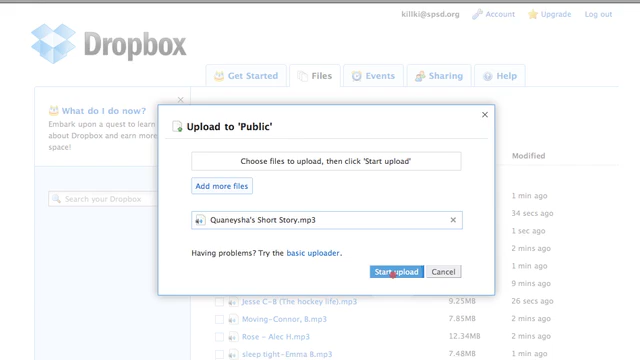 killki@spsd.org Account Upgrade Log out
Dropbox
Get Started Files Events Sharing Help
What do I do now?
Embark upon a quest to learn
about Dropbox and earn more
space!
Search your Dropbox
Upload to 'Public'
Choose files to upload, then click 'Start upload'
Add more files
Quaneysha's Short Story.mp3
Having problems? Try the basic uploader.
Start upload Cancel
Modified
1 min ago
34 secs ago
1 sec ago
2 mins ago
1 min ago
9 mins ago
Jesse C-B (The hockey life).mp3 9.25MB 26 secs ago
Moving-Connor, B.mp3 7.85MB 2 mins ago
Rose - Alec H.mp3 12.34MB 2 mins ago
sleep tight-Emma B.mp3 7.48MB 1 min ago